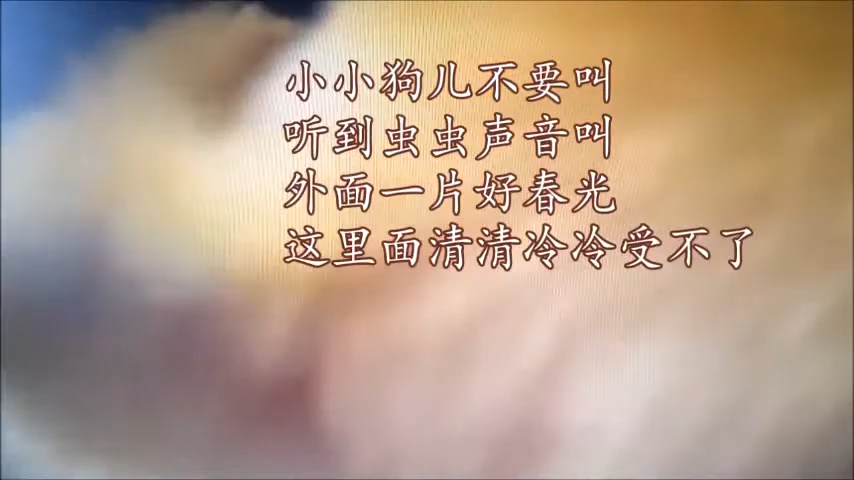 小小狗儿不要叫
听到虫虫声音叫
外面一片好春光
这里面清清冷冷受不了